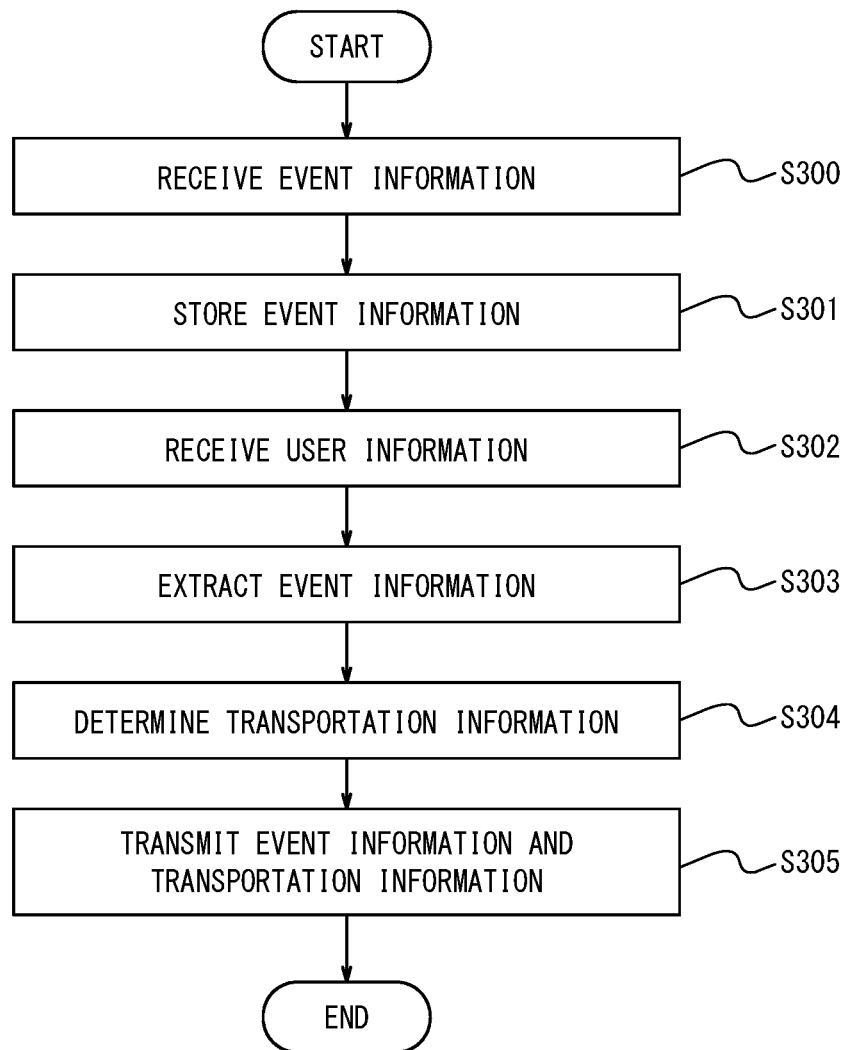 START
RECEIVE EVENT INFORMATION
S300
STORE EVENT INFORMATION
S301
RECEIVE USER INFORMATION
S302
EXTRACT EVENT INFORMATION
S303
DETERMINE TRANSPORTATION INFORMATION
S304
TRANSMIT EVENT INFORMATION AND
TRANSPORTATION INFORMATION
S305
END